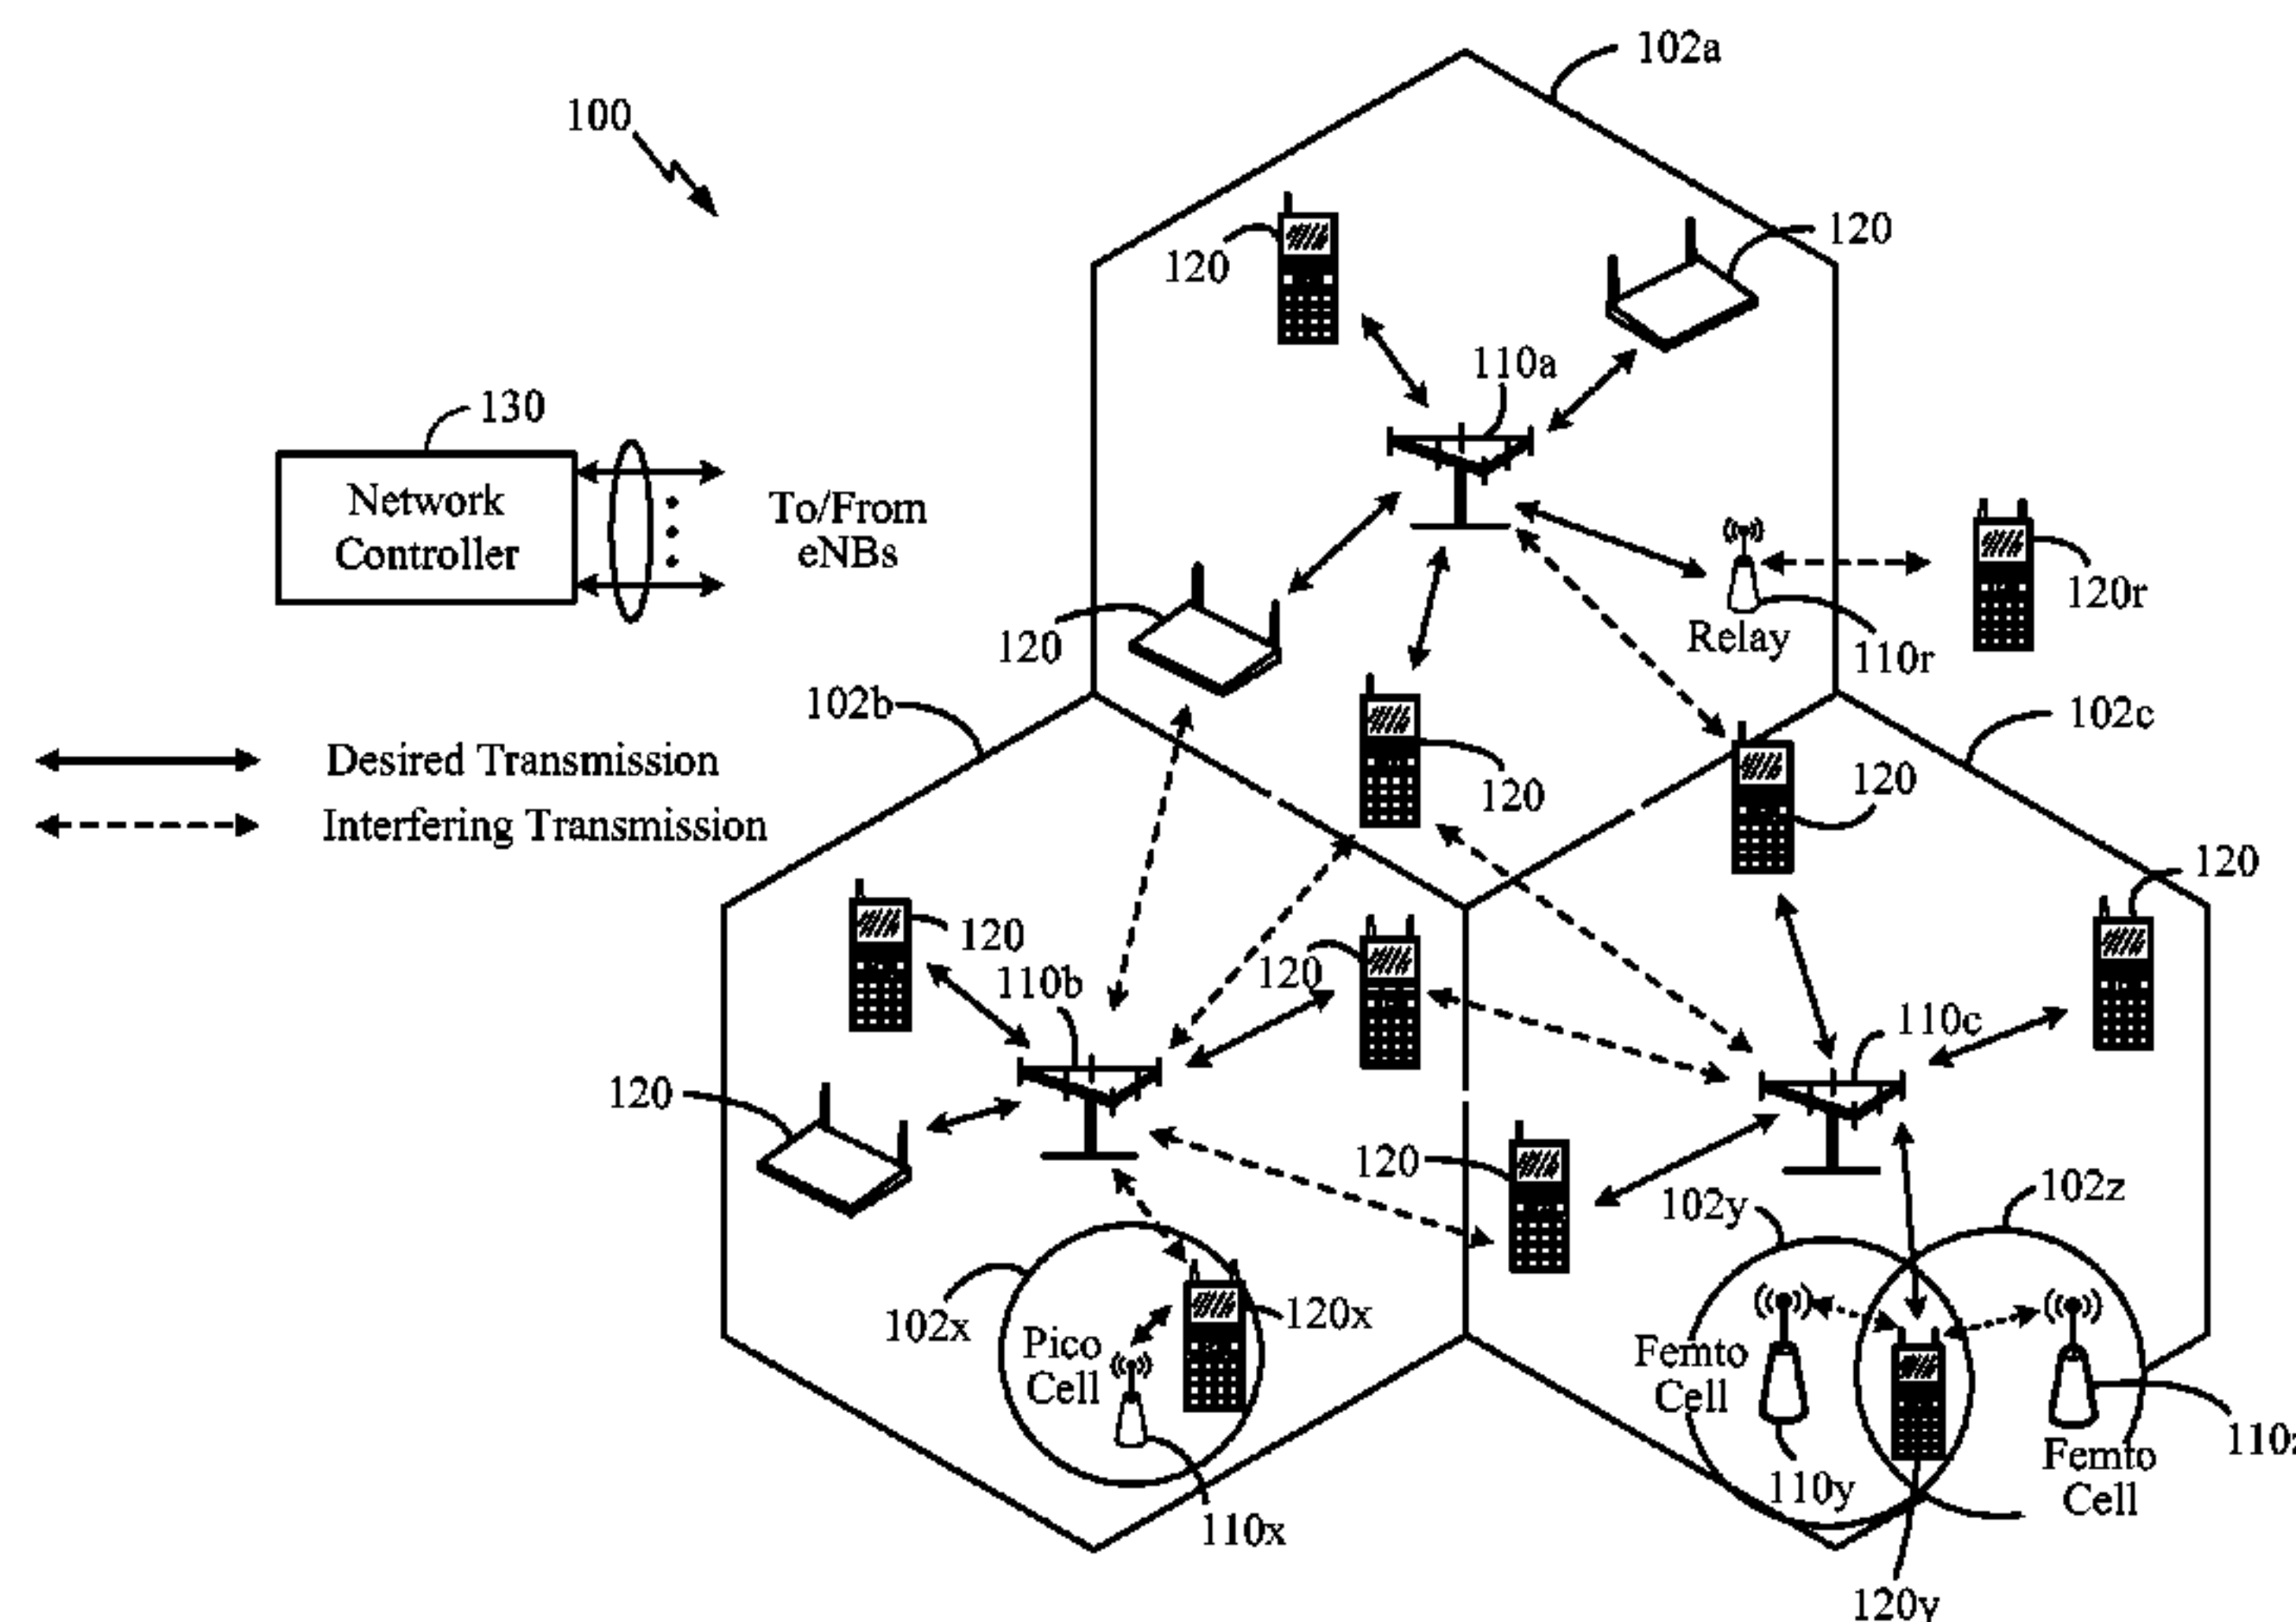 102a
100
120
120
110a
130
Network
Controller
To/From
eNBs
120r
120
Relay
110r
102b
102c
Desired Transmission
120
120
Interfering Transmission
120
120
120
110b
110c
120
120
102z
102y
102x
120x
Pico
Cell
Femto
Cell
110y
Femto
Cell
110x
120y